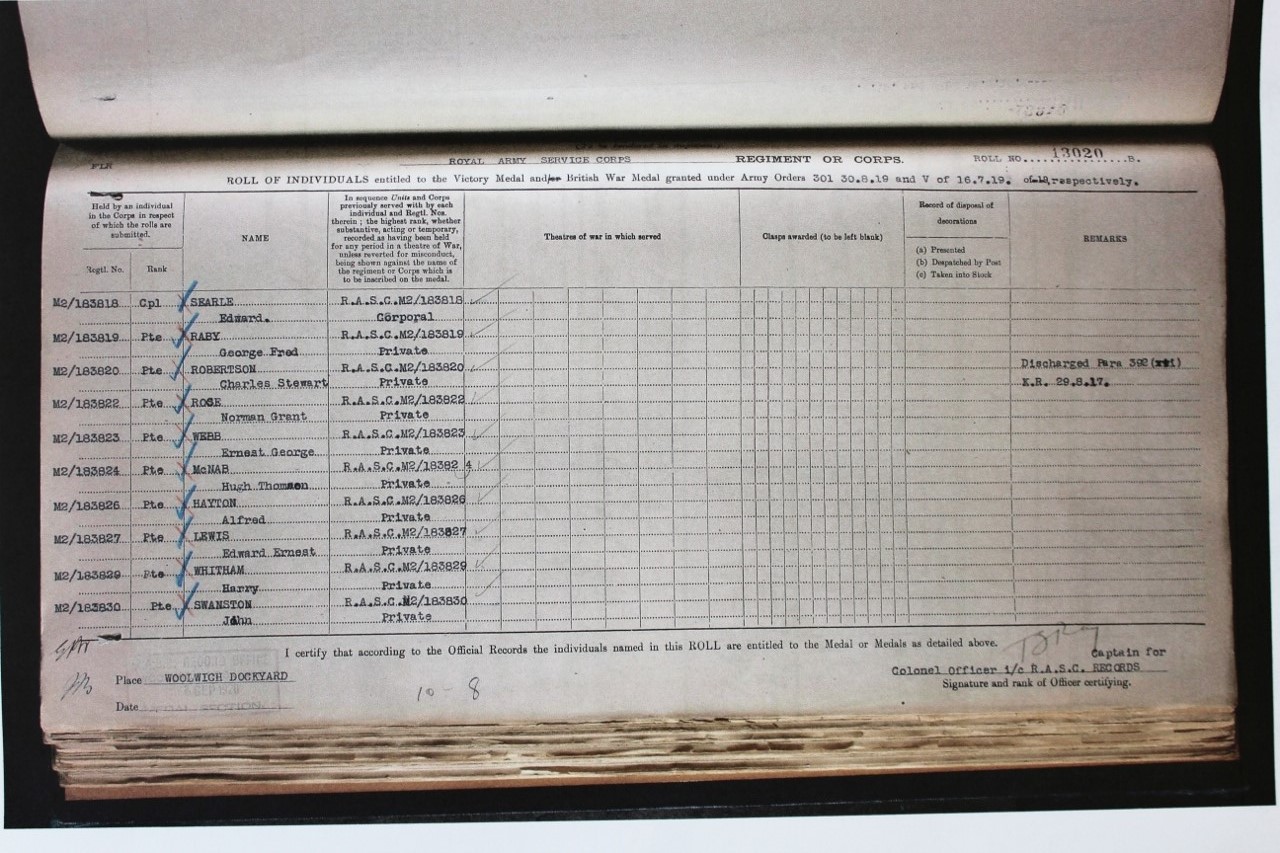 FLR
ROYAL ARMY SERVICE CORPS REGIMENT OR CORPS. ROLL NO. 13020 B.
ROLL OF INDIVIDUALS entitled to the Victory Medal and/or British War Medal granted under Army Orders 301 30.8.19 and V of 16.7.19. respectively.
Held by an individual in the Corps in respect of which the rolls are submitted.
Regtl. No.
Rank
NAME
In sequence Units and Corps previously served with by each individual and Regtl. Nos. therein ; the highest rank, whether substantive, acting or temporary, recorded as having been held for any period in a theatre of War, unless reverted for misconduct, being shown against the name of the regiment or Corps which is to be inscribed on the medal.
Theatres of war in which served
Clasps awarded (to be left blank)
Record of disposal of decorations
(a) Presented
(b) Despatched by Post
(c) Taken into Stock
REMARKS
M2/183818 Cpl SEARLE R.A.S.C.M2/183818
Edward. Corporal
M2/183819 Pte RABY R.A.S.C.M2/183819
George Fred Private
M2/183820 Pte ROBERTSON R.A.S.C.M2/183820 Discharged Para 392
Charles Stewart Private K.R. 29.8.17.
M2/183822 Pte ROSE R.A.S.C.M2/183822
Norman Grant Private
M2/183823 Pte WEBB R.A.S.C.M2/183823
Ernest George Private
M2/183824 Pte McNAB R.A.S.C.M2/18382 4
Hugh Thomson Private
M2/183826 Pte HAYTON R.A.S.C.M2/183826
Alfred Private
M2/183827 Pte LEWIS R.A.S.C.M2/183827
Edward Ernest Private
M2/183829 Pte WHITHAM R.A.S.C.M2/183829
Harry Private
M2/183830 Pte SWANSTON R.A.S.C.M2/183830
John Private
I certify that according to the Official Records the individuals named in this ROLL are entitled to the Medal or Medals as detailed above.
Captain for
Colonel Officer i/c R.A.S.C. RECORDS
Signature and rank of Officer certifying.
Place WOOLWICH DOCKYARD
Date
10 - 8